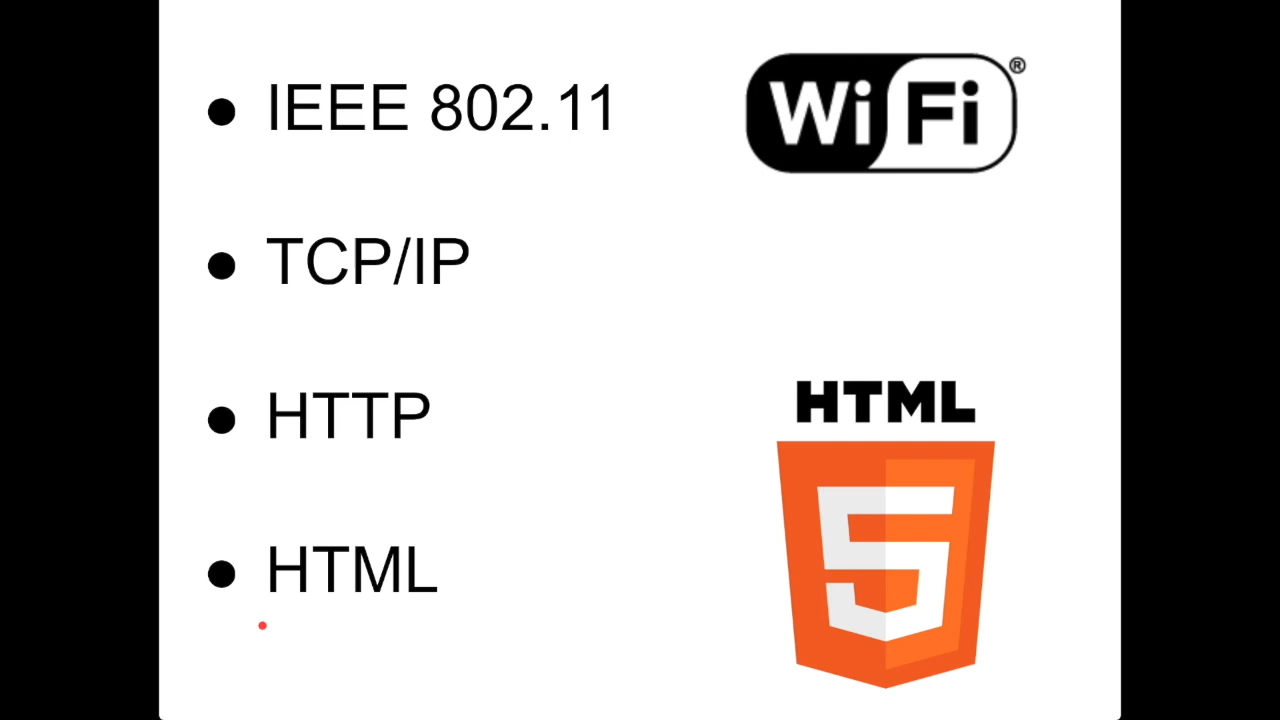 ● IEEE 802.11
WiFi®
● TCP/IP
● HTTP
HTML
5
● HTML